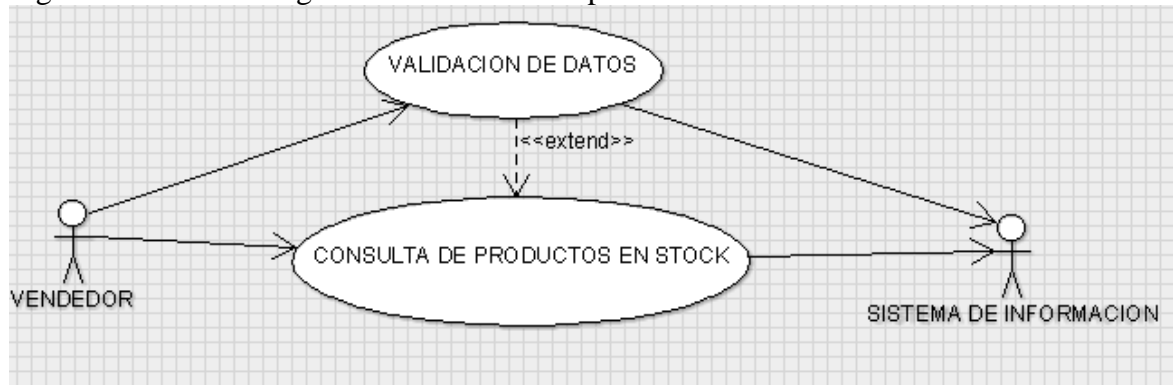 VALIDACION DE DATOS
<<extend>>
CONSULTA DE PRODUCTOS EN STOCK
VENDEDOR
SISTEMA DE INFORMACION